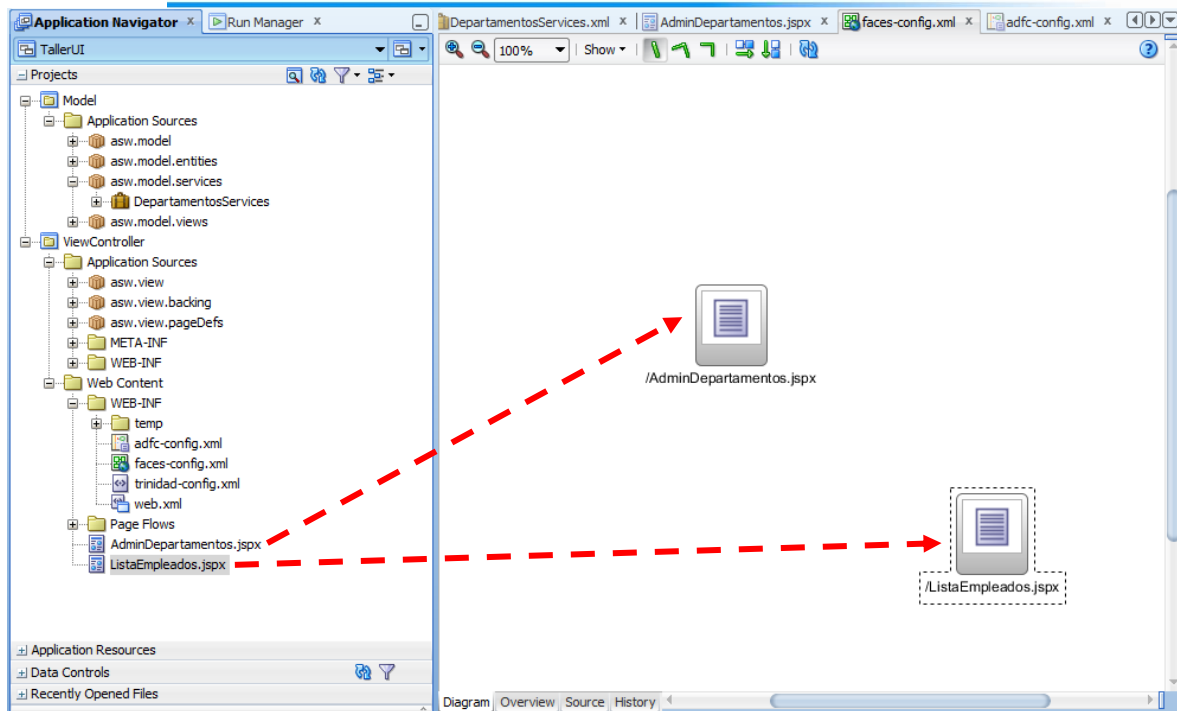 Application Navigator
Run Manager
DepartamentosServices.xml
AdminDepartamentos.jspx
faces-config.xml
adfc-config.xml
TallerUI
100%
Show
Projects
Model
Application Sources
asw.model
asw.model.entities
asw.model.services
DepartamentosServices
asw.model.views
ViewController
Application Sources
asw.view
asw.view.backing
asw.view.pageDefs
META-INF
WEB-INF
Web Content
WEB-INF
temp
adfc-config.xml
faces-config.xml
trinidad-config.xml
web.xml
Page Flows
AdminDepartamentos.jspx
ListaEmpleados.jspx
/AdminDepartamentos.jspx
/ListaEmpleados.jspx
Application Resources
Data Controls
Recently Opened Files
Diagram Overview Source History